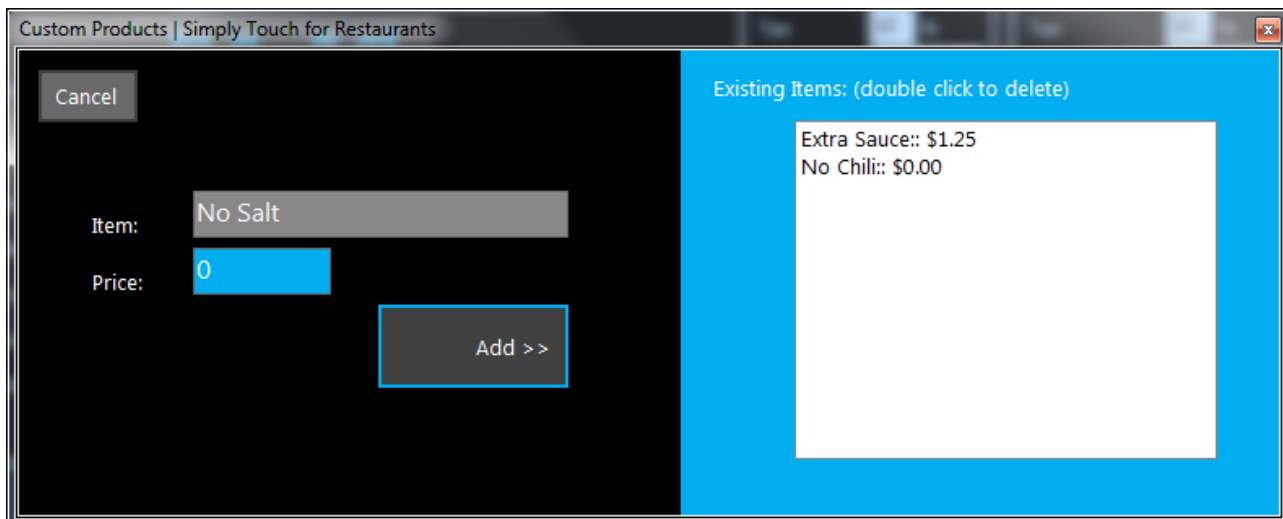 Custom Products | Simply Touch for Restaurants
Cancel
Item:
No Salt
Price:
0
Add >>
Existing Items: (double click to delete)
Extra Sauce:: $1.25
No Chili:: $0.00